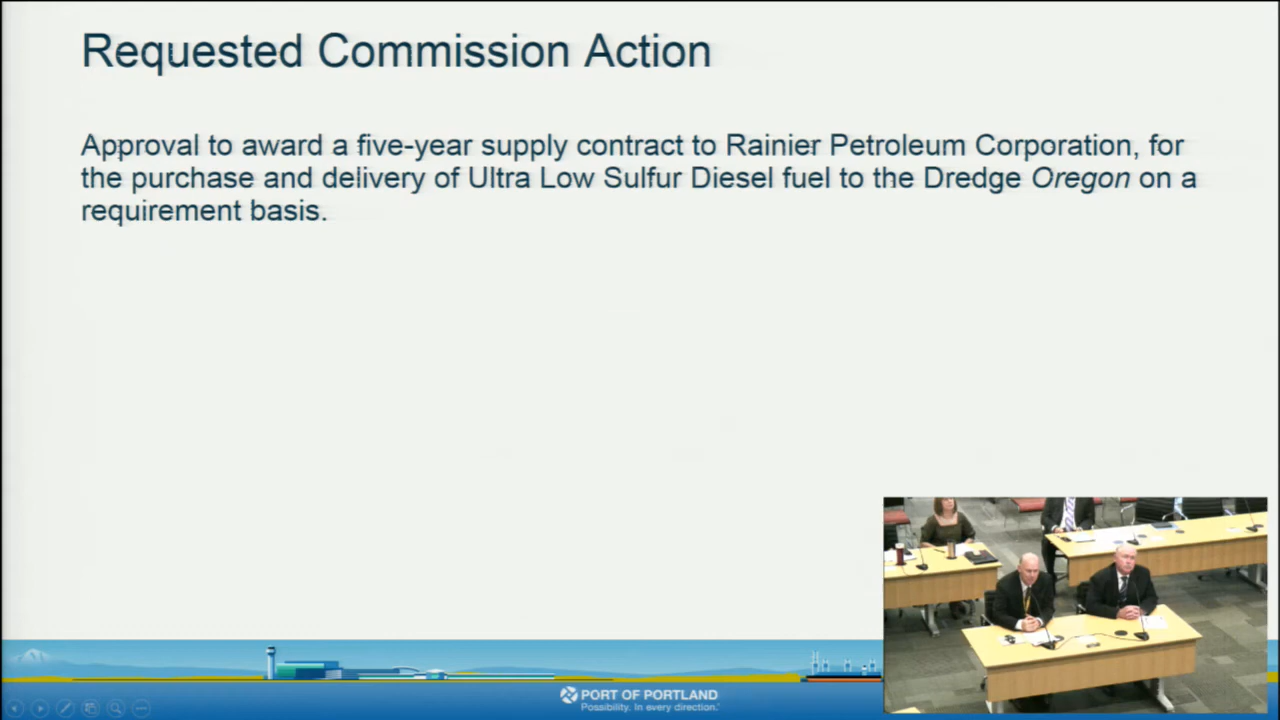 Requested Commission Action
Approval to award a five-year supply contract to Rainier Petroleum Corporation, for
the purchase and delivery of Ultra Low Sulfur Diesel fuel to the Dredge Oregon on a
requirement basis.
PORT OF PORTLAND
Possibility. In every direction.